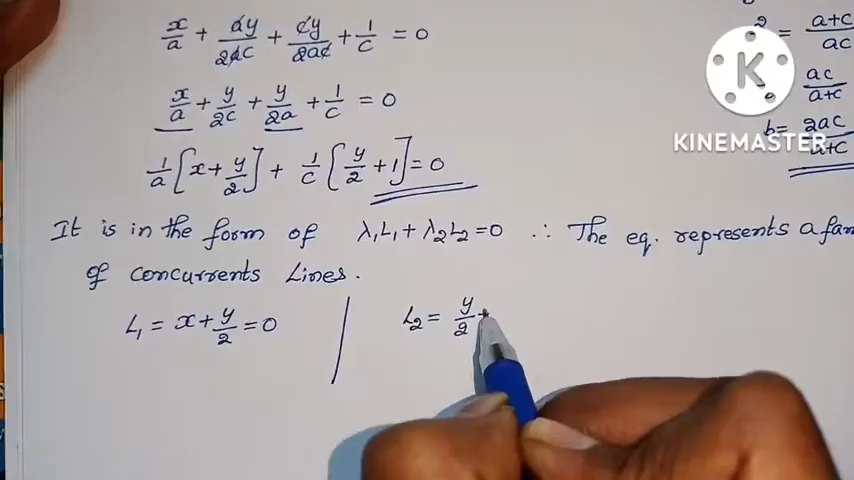 x/a + ay/2ac + cy/2ac + 1/c = 0
x/a + y/2c + y/2a + 1/c = 0
1/a [x + y/2] + 1/c [y/2 + 1] = 0
2 = a+c/ac
ac/a+c
b = 2ac/a+c
K
KINEMASTER
It is in the form of λ₁L₁ + λ₂L₂ = 0 ∴ The eq. represents a fam
of concurrents Lines.
L₁ = x + y/2 = 0
L₂ = y/2 +